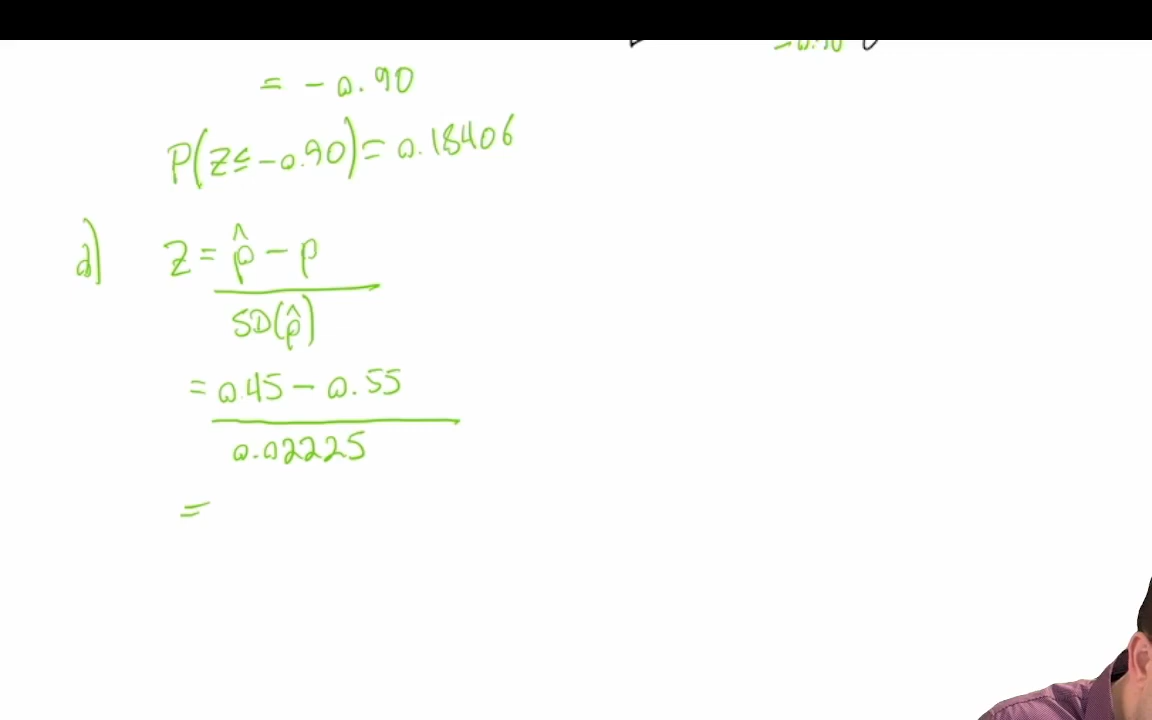 = -0.90
P(Z≤-0.90)=0.18406
d) Z = p̂ - p
SD(p̂)
= 0.45 - 0.55
0.02225
=